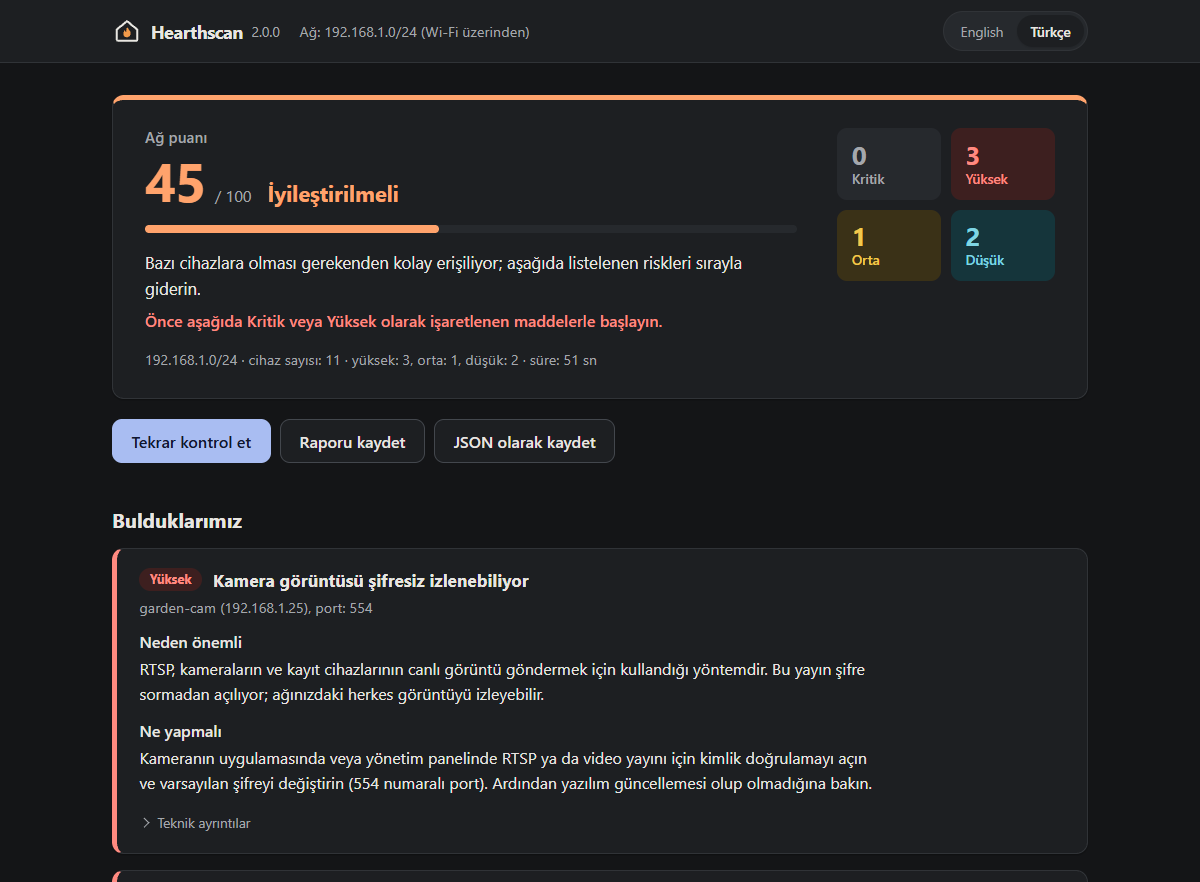 Hearthscan 2.0.0 Ağ: 192.168.1.0/24 (Wi-Fi üzerinden) English Türkçe
Ağ puanı
45 / 100 İyileştirilmeli
Bazı cihazlara olması gerekenden kolay erişiliyor; aşağıda listelenen riskleri sırayla
giderin.
Önce aşağıda Kritik veya Yüksek olarak işaretlenen maddelerle başlayın.
192.168.1.0/24 · cihaz sayısı: 11 · yüksek: 3, orta: 1, düşük: 2 · süre: 51 sn
0
Kritik
3
Yüksek
1
Orta
2
Düşük
Tekrar kontrol et
Raporu kaydet
JSON olarak kaydet
Bulduklarımız
Yüksek Kamera görüntüsü şifresiz izlenebiliyor
garden-cam (192.168.1.25), port: 554
Neden önemli
RTSP, kameraların ve kayıt cihazlarının canlı görüntü göndermek için kullandığı yöntemdir. Bu yayın şifre
sormadan açılıyor; ağınızdaki herkes görüntüyü izleyebilir.
Ne yapmalı
Kameranın uygulamasında veya yönetim panelinde RTSP ya da video yayını için kimlik doğrulamayı açın
ve varsayılan şifreyi değiştirin (554 numaralı port). Ardından yazılım güncellemesi olup olmadığına bakın.
Teknik ayrıntılar